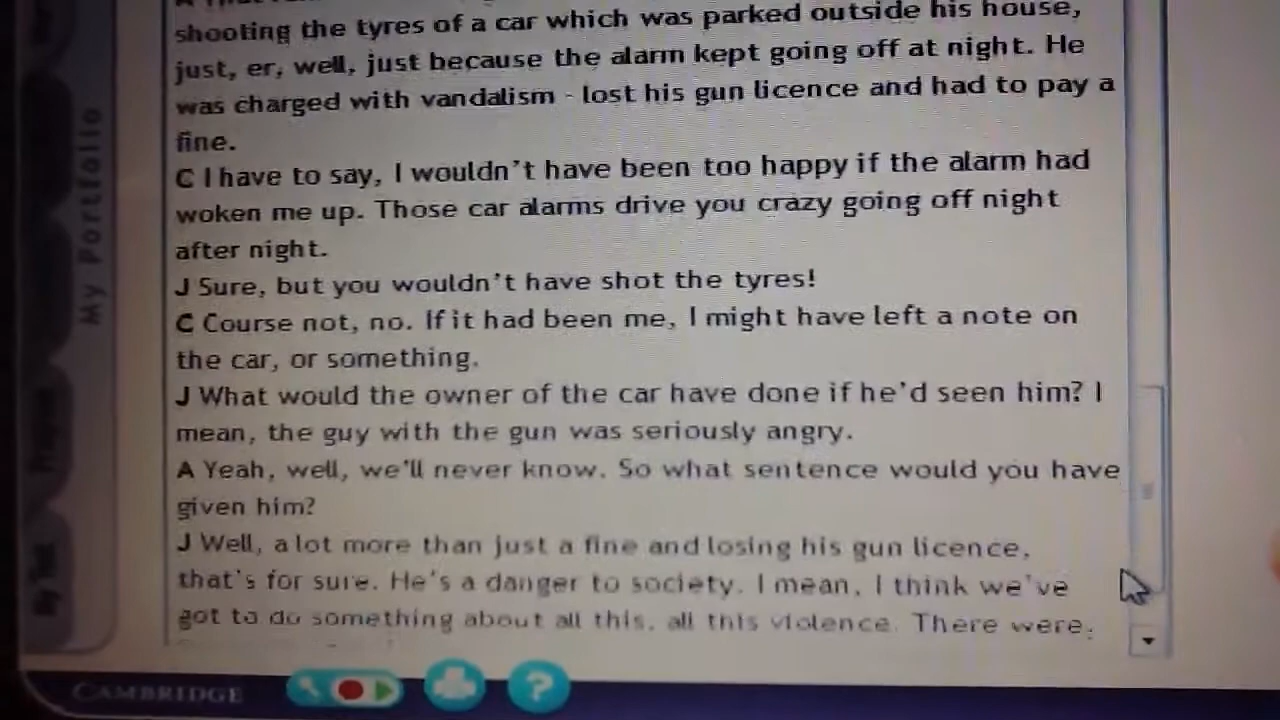 shooting the tyres of a car which was parked outside his house,
just, er, well, just because the alarm kept going off at night. He
was charged with vandalism - lost his gun licence and had to pay a
fine.
C I have to say, I wouldn't have been too happy if the alarm had
woken me up. Those car alarms drive you crazy going off night
after night.
J Sure, but you wouldn't have shot the tyres!
C Course not, no. If it had been me, I might have left a note on
the car, or something.
J What would the owner of the car have done if he'd seen him? I
mean, the guy with the gun was seriously angry.
A Yeah, well, we'll never know. So what sentence would you have
given him?
J Well, a lot more than just a fine and losing his gun licence,
that's for sure. He's a danger to society. I mean, I think we've
got to do something about all this, all this violence. There were,
My Portfolio
Progress
My Test
CAMBRIDGE
?